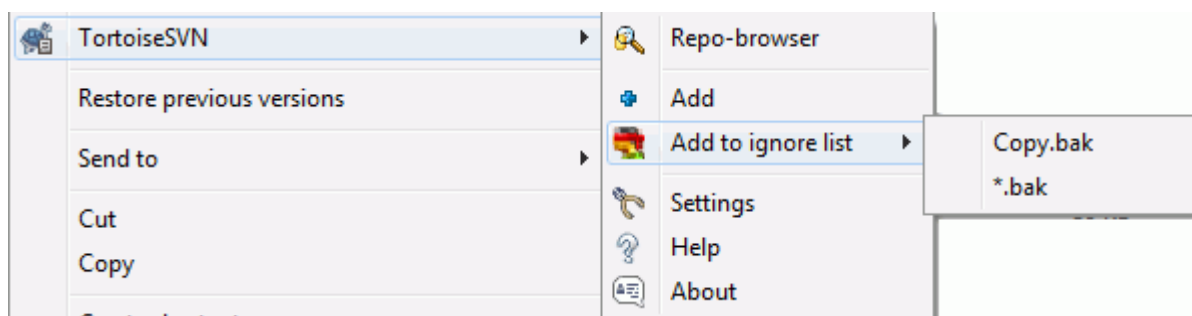 TortoiseSVN
Restore previous versions
Send to
Cut
Copy
Repo-browser
Add
Add to ignore list
Settings
Help
About
Copy.bak
*.bak